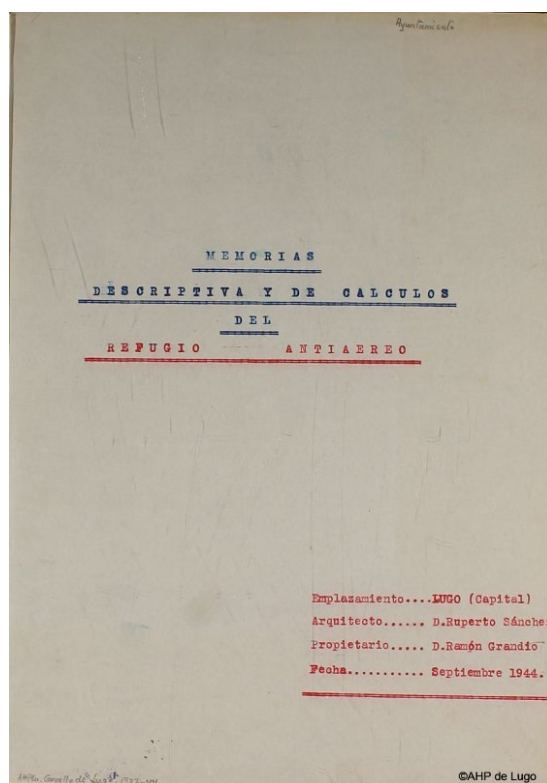 Ayuntamiento
MEMORIAS
DESCRIPTIVA Y DE CALCULOS
DEL
REFUGIO ANTIAEREO
Emplazamiento....LUGO (Capital)
Arquitecto...... D.Ruperto Sánche
Propietario..... D.Ramón Grandio
Fecha........... Septiembre 1944.
©AHP de Lugo